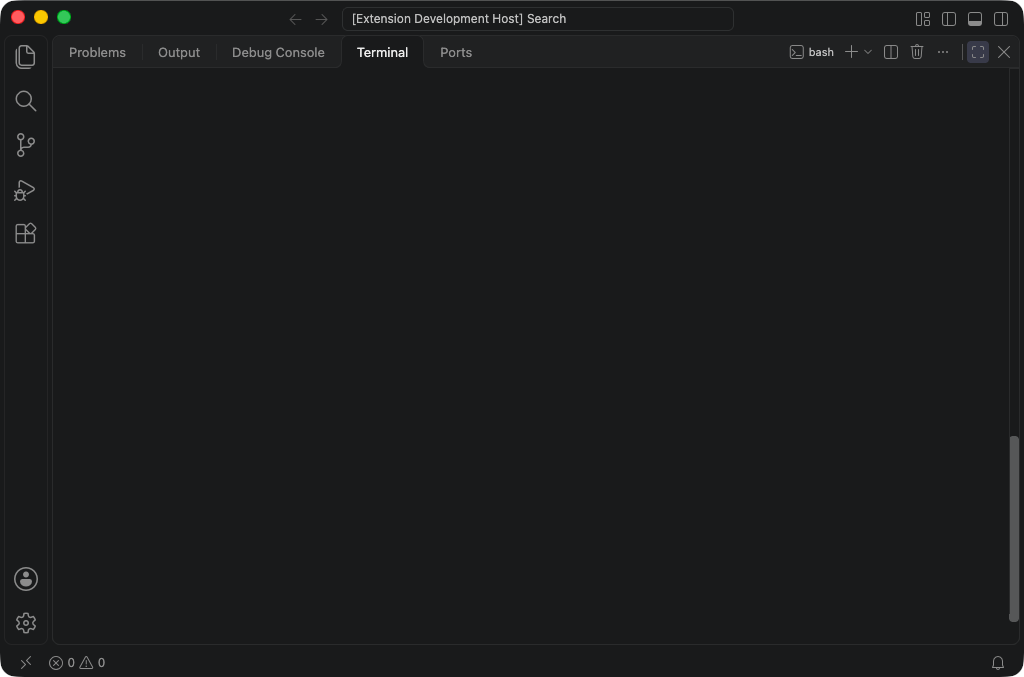 [Extension Development Host] Search
Problems
Output
Debug Console
Terminal
Ports
bash
0
0